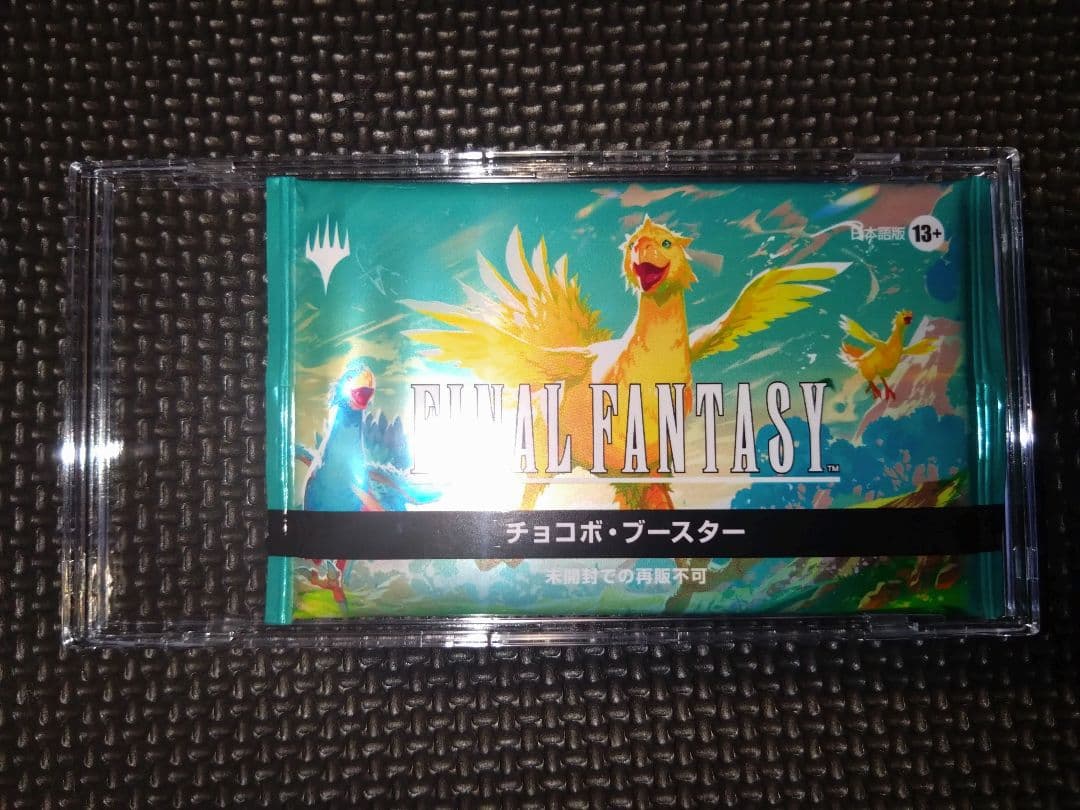 日本語版 13+
FINAL FANTASY™
チョコボ・ブースター
未開封での再販不可